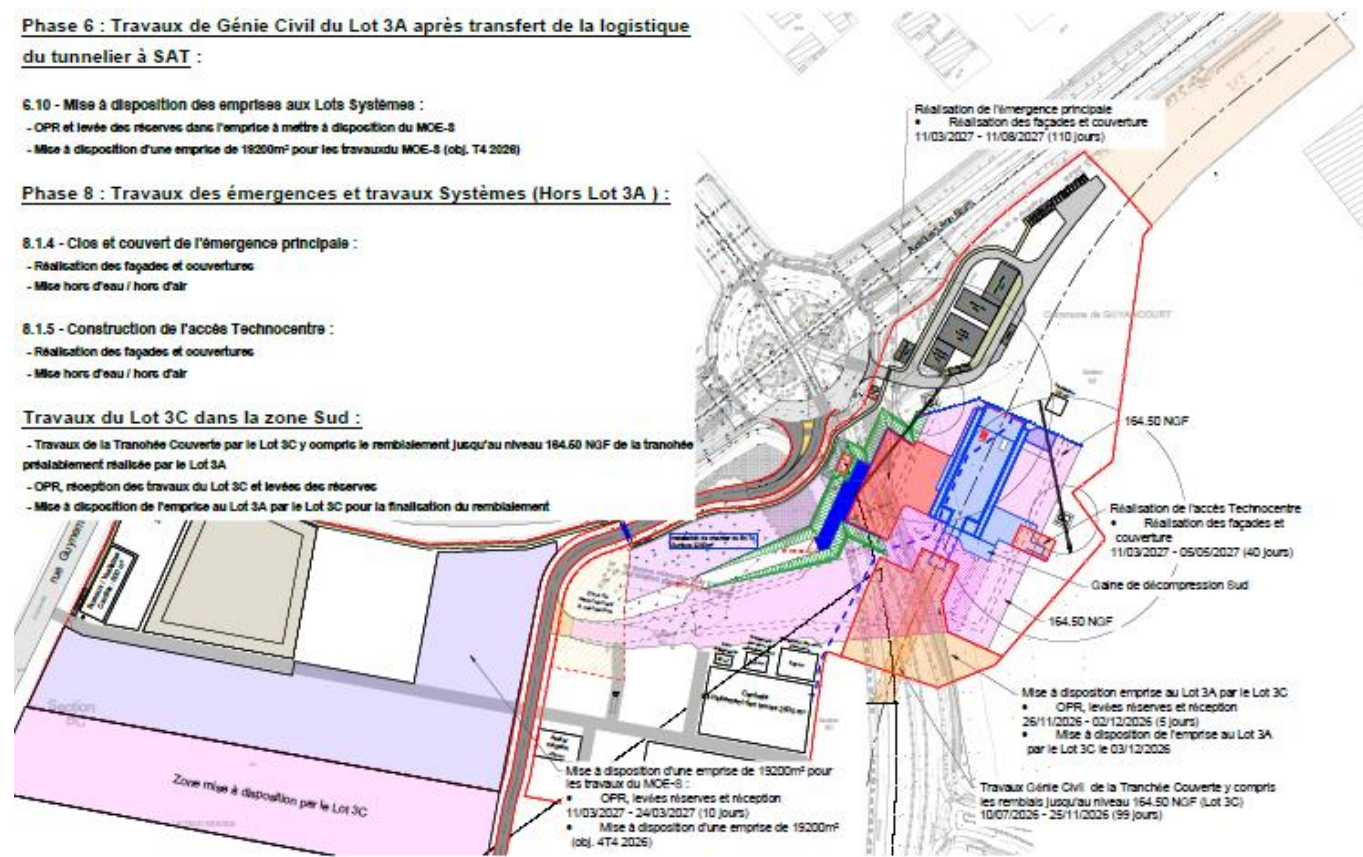 Phase 6 : Travaux de Génie Civil du Lot 3A après transfert de la logistique
du tunnelier à SAT :
6.10 - Mise à disposition des emprises aux Lots Systèmes :
- OPR et levée des réserves dans l'emprise à mettre à disposition du MOE-S
- Mise à disposition d'une emprise de 19200m² pour les travauxdu MOE-S (obj. T4 2026)
Phase 8 : Travaux des émergences et travaux Systèmes (Hors Lot 3A ) :
8.1.4 - Clos et couvert de l'émergence principale :
- Réalisation des façades et couvertures
- Mise hors d'eau / hors d'air
8.1.5 - Construction de l'accès Technocentre :
- Réalisation des façades et couvertures
- Mise hors d'eau / hors d'air
Travaux du Lot 3C dans la zone Sud :
- Travaux de la Tranchée Couverte par le Lot 3C y compris le remblaiement jusqu'au niveau 164.50 NGF de la tranchée
préalablement réalisée par le Lot 3A
- OPR, réception des travaux du Lot 3C et levées des réserves
- Mise à disposition de l'emprise au Lot 3A par le Lot 3C pour la finalisation du remblaiement
Réalisation de l'émergence principale
• Réalisation des façades et couverture
11/03/2027 - 11/08/2027 (110 jours)
Commune de GUYANCOURT
164.50 NGF
Réalisation de l'accès Technocentre
• Réalisation des façades et
couverture
11/03/2027 - 05/05/2027 (40 jours)
Gaine de décompression Sud
164.50 NGF
rue Guynemer
Section
Zone mise à disposition par le Lot 3C
Mise à disposition emprise au Lot 3A par le Lot 3C
• OPR, levées réserves et réception
26/11/2026 - 02/12/2026 (5 jours)
• Mise à disposition de l'emprise au Lot 3A
par le Lot 3C le 03/12/2026
Mise à disposition d'une emprise de 19200m² pour
les travaux du MOE-S :
• OPR, levées réserves et réception
11/03/2027 - 24/03/2027 (10 jours)
• Mise à disposition d'une emprise de 19200m²
(obj. 4T4 2026)
Travaux Génie Civil de la Tranchée Couverte y compris
les remblais jusqu'au niveau 164.50 NGF (Lot 3C)
10/07/2026 - 25/11/2026 (99 jours)